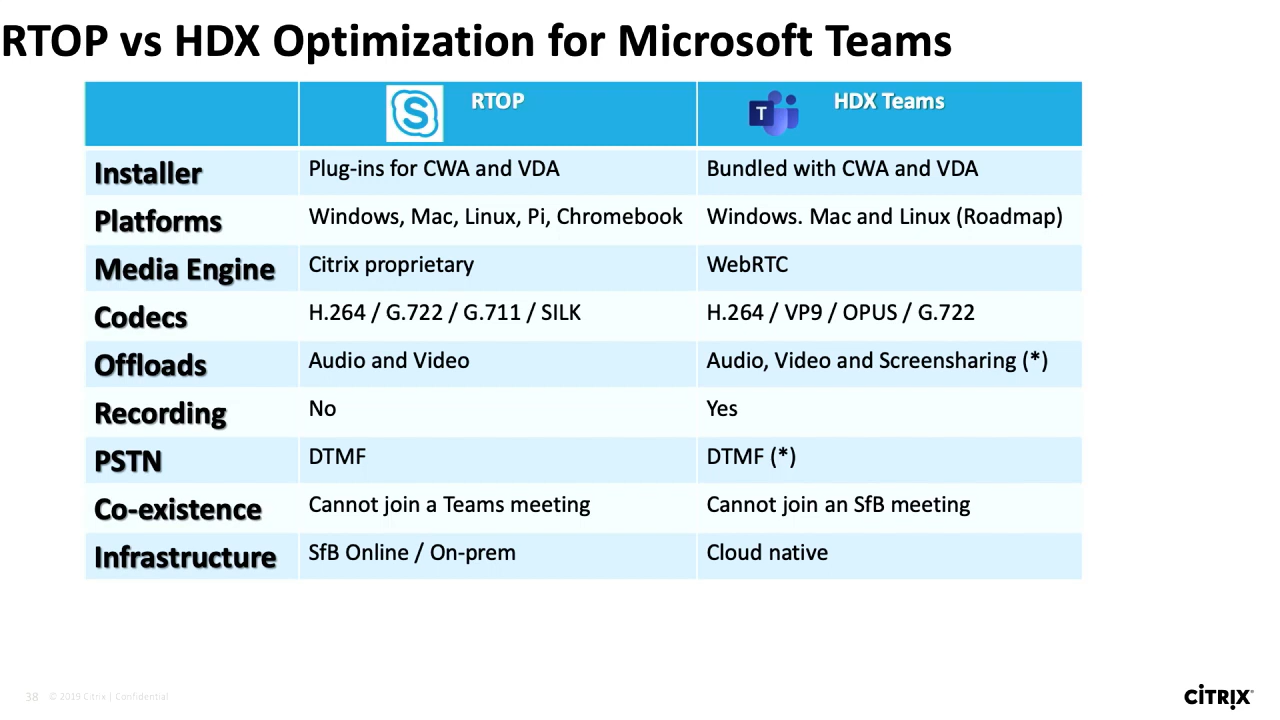 RTOP vs HDX Optimization for Microsoft Teams
S RTOP T HDX Teams
Installer Plug-ins for CWA and VDA Bundled with CWA and VDA
Platforms Windows, Mac, Linux, Pi, Chromebook Windows. Mac and Linux (Roadmap)
Media Engine Citrix proprietary WebRTC
Codecs H.264 / G.722 / G.711 / SILK H.264 / VP9 / OPUS / G.722
Offloads Audio and Video Audio, Video and Screensharing (*)
Recording No Yes
PSTN DTMF DTMF (*)
Co-existence Cannot join a Teams meeting Cannot join an SfB meeting
Infrastructure SfB Online / On-prem Cloud native
38 © 2019 Citrix | Confidential
CİTRIX